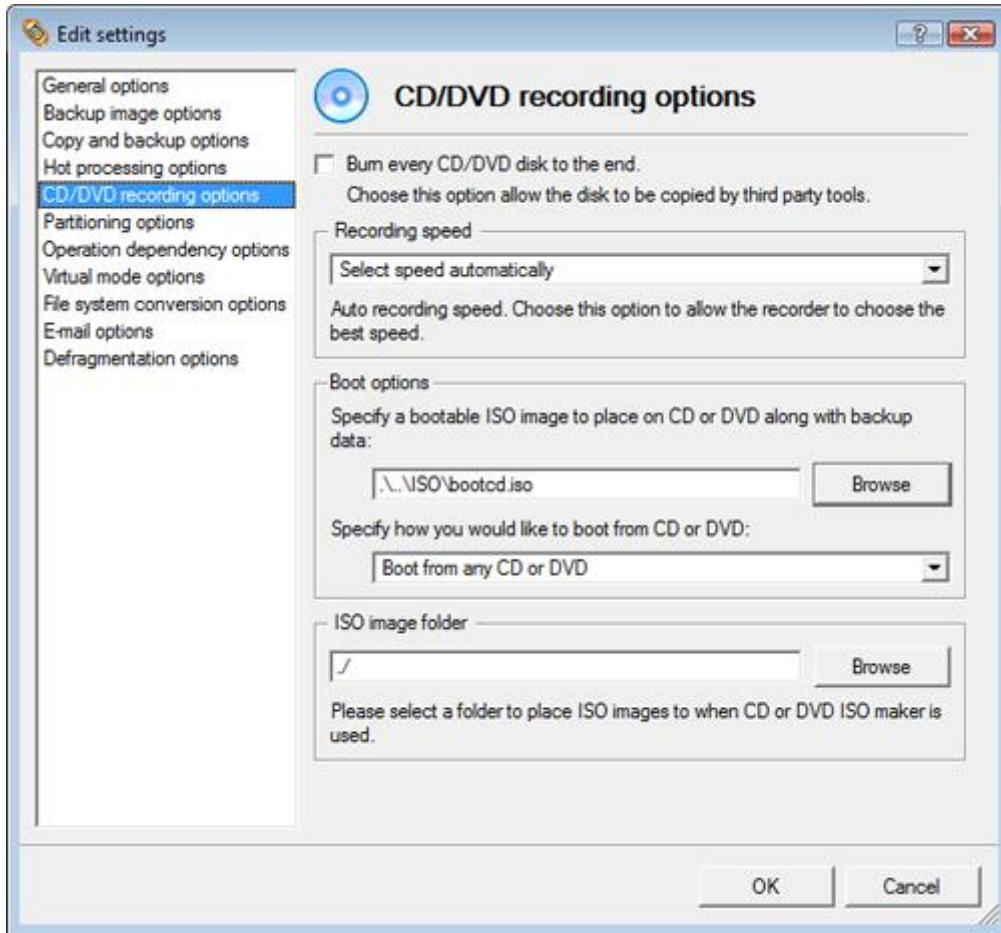 Edit settings
General options
Backup image options
Copy and backup options
Hot processing options
CD/DVD recording options
Partitioning options
Operation dependency options
Virtual mode options
File system conversion options
E-mail options
Defragmentation options
CD/DVD recording options
Burn every CD/DVD disk to the end.
Choose this option allow the disk to be copied by third party tools.
Recording speed
Select speed automatically
Auto recording speed. Choose this option to allow the recorder to choose the
best speed.
Boot options
Specify a bootable ISO image to place on CD or DVD along with backup
data:
.\..\ISO\bootcd.iso
Browse
Specify how you would like to boot from CD or DVD:
Boot from any CD or DVD
ISO image folder
./
Browse
Please select a folder to place ISO images to when CD or DVD ISO maker is
used.
OK
Cancel